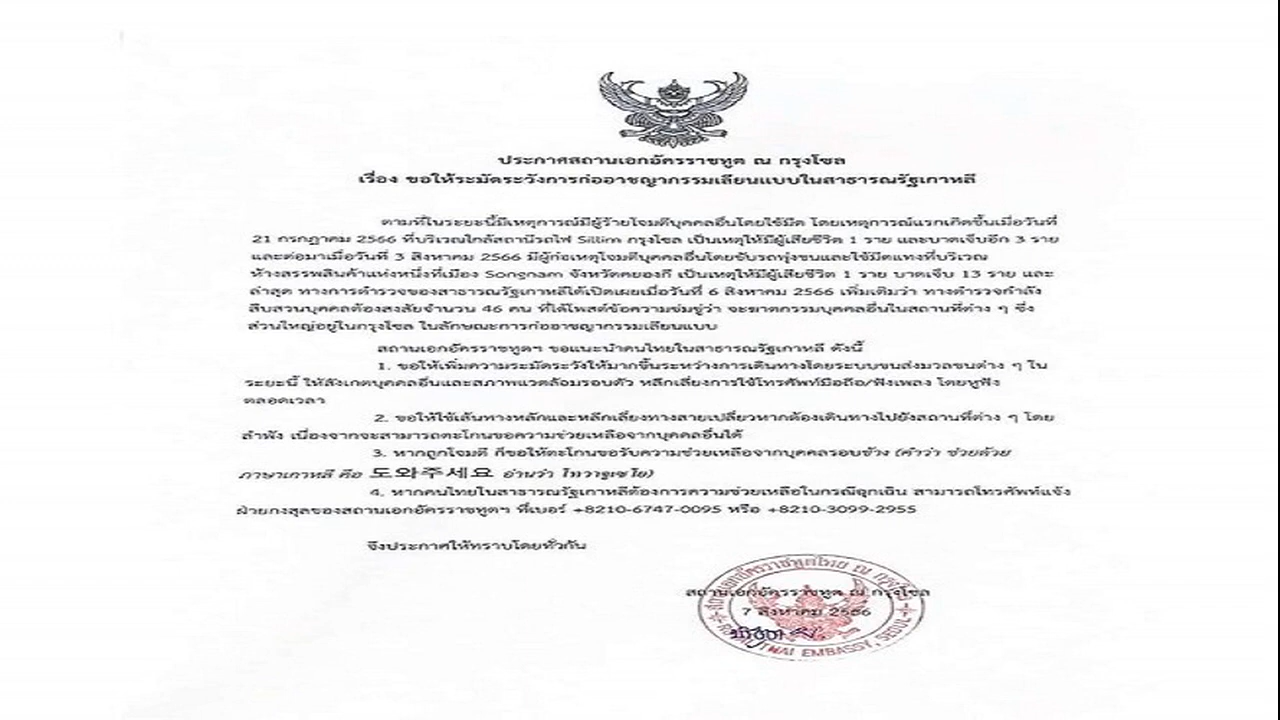 ประกาศสถานเอกอัครราชทูต ณ กรุงโซล
เรื่อง ขอให้ระมัดระวังการก่ออาชญากรรมเลียนแบบในสาธารณรัฐเกาหลี
ตามที่ในระยะนี้มีเหตุการณ์มีผู้ร้ายโจมตีบุคคลอื่นโดยใช้มีด โดยเหตุการณ์แรกเกิดขึ้นเมื่อวันที่
21 กรกฎาคม 2566 ที่บริเวณใกล้สถานีรถไฟ Sillim กรุงโซล เป็นเหตุให้มีผู้เสียชีวิต 1 ราย และบาดเจ็บอีก 3 ราย
และต่อมาเมื่อวันที่ 3 สิงหาคม 2566 มีผู้ก่อเหตุโจมตีบุคคลอื่นโดยขับรถพุ่งชนและใช้มีดแทงที่บริเวณ
ห้างสรรพสินค้าแห่งหนึ่งที่เมือง Songnam จังหวัดคยองกี เป็นเหตุให้มีผู้เสียชีวิต 1 ราย บาดเจ็บ 13 ราย และ
ล่าสุด ทางการตำรวจของสาธารณรัฐเกาหลีได้เปิดเผยเมื่อวันที่ 6 สิงหาคม 2566 เพิ่มเติมว่า ทางตำรวจกำลัง
สืบสวนบุคคลต้องสงสัยจำนวน 46 คน ที่ได้โพสต์ข้อความข่มขู่ว่า จะฆาตกรรมบุคคลอื่นในสถานที่ต่าง ๆ ซึ่ง
ส่วนใหญ่อยู่ในกรุงโซล ในลักษณะการก่ออาชญากรรมเลียนแบบ
สถานเอกอัครราชทูตฯ ขอแนะนำคนไทยในสาธารณรัฐเกาหลี ดังนี้
1. ขอให้เพิ่มความระมัดระวังให้มากขึ้นระหว่างการเดินทางโดยระบบขนส่งมวลชนต่าง ๆ ใน
ระยะนี้ ให้สังเกตบุคคลอื่นและสภาพแวดล้อมรอบตัว หลีกเลี่ยงการใช้โทรศัพท์มือถือ/ฟังเพลง โดยหูฟัง
ตลอดเวลา
2. ขอให้ใช้เส้นทางหลักและหลีกเลี่ยงทางสายเปลี่ยวหากต้องเดินทางไปยังสถานที่ต่าง ๆ โดย
ลำพัง เนื่องจากจะสามารถตะโกนขอความช่วยเหลือจากบุคคลอื่นได้
3. หากถูกโจมตี ก็ขอให้ตะโกนขอรับความช่วยเหลือจากบุคคลรอบข้าง (คำว่า ช่วยด้วย
ภาษาเกาหลี คือ 도와주세요 อ่านว่า โทวาจูเซโย)
4. หากคนไทยในสาธารณรัฐเกาหลีต้องการความช่วยเหลือในกรณีฉุกเฉิน สามารถโทรศัพท์แจ้ง
ฝ่ายกงสุลของสถานเอกอัครราชทูตฯ ที่เบอร์ +8210-6747-0095 หรือ +8210-3099-2955
จึงประกาศให้ทราบโดยทั่วกัน
สถานเอกอัครราชทูตไทย ณ กรุงโซล
สถานเอกอัครราชทูต ณ กรุงโซล
7 สิงหาคม 2566
ROYAL THAI EMBASSY, SEOUL